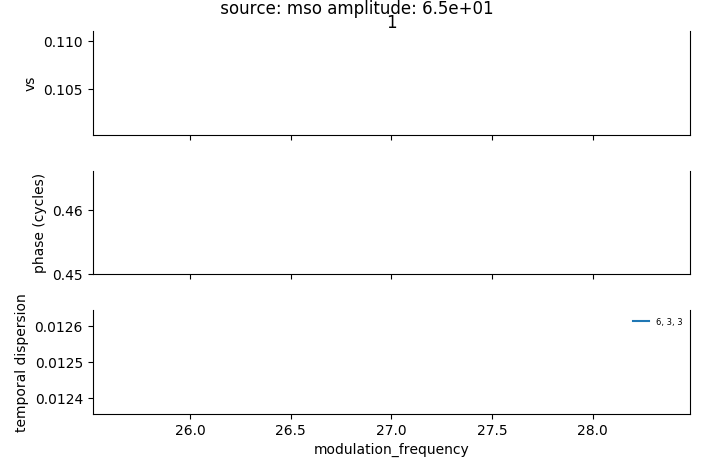 source: mso amplitude: 6.5e+01
1
0.110
0.105
vs
0.46
0.45
phase (cycles)
0.0126
0.0125
0.0124
temporal dispersion
6, 3, 3
26.0 26.5 27.0 27.5 28.0
modulation_frequency